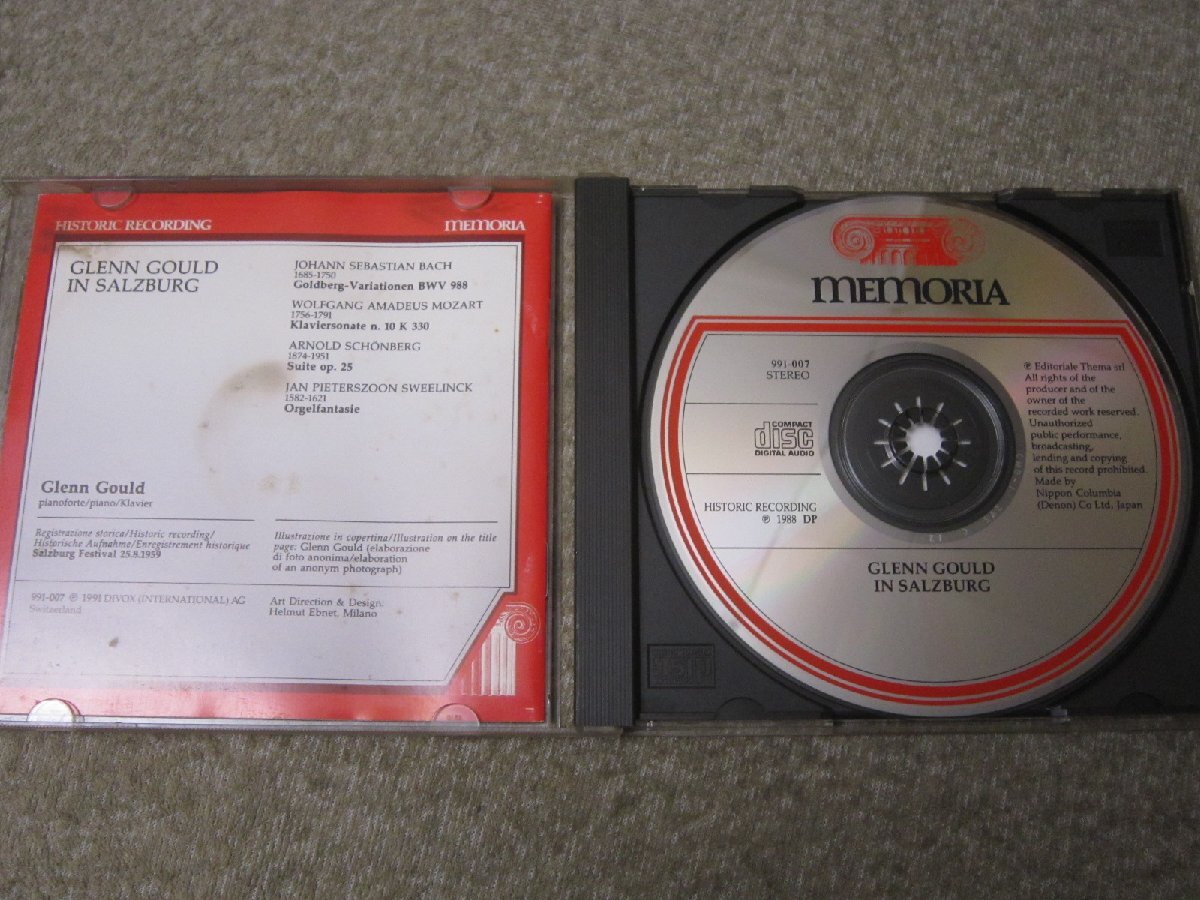 HISTORIC RECORDING
MEMORIA
GLENN GOULD
IN SALZBURG
JOHANN SEBASTIAN BACH
1685-1750
Goldberg-Variationen BWV 988
WOLFGANG AMADEUS MOZART
1756-1791
Klaviersonate n. 10 K 330
ARNOLD SCHÖNBERG
1874-1951
Suite op. 25
JAN PIETERSZOON SWEELINCK
1582-1621
Orgelfantasie
Glenn Gould
pianoforte/piano/Klavier
Registrazione storica/Historic recording/
Historische Aufnahme/Enregistrement historique
Salzburg Festival 25.8.1959
Illustrazione in copertina/Illustration on the title
page: Glenn Gould (elaborazione
di foto anonima/elaboration
of an anonym photograph)
991-007 ℗ 1991 DIVOX (INTERNATIONAL) AG
Switzerland
Art Direction & Design:
Helmut Ebnet, Milano
MEMORIA
991-007
STEREO
COMPACT
disc
DIGITAL AUDIO
HISTORIC RECORDING
℗ 1988 DP
℗ Editoriale Thema srl
All rights of the
producer and of the
owner of the
recorded work reserved.
Unauthorized
public performance,
broadcasting,
lending and copying
of this record prohibited.
Made by
Nippon Columbia
(Denon) Co Ltd. Japan
GLENN GOULD
IN SALZBURG